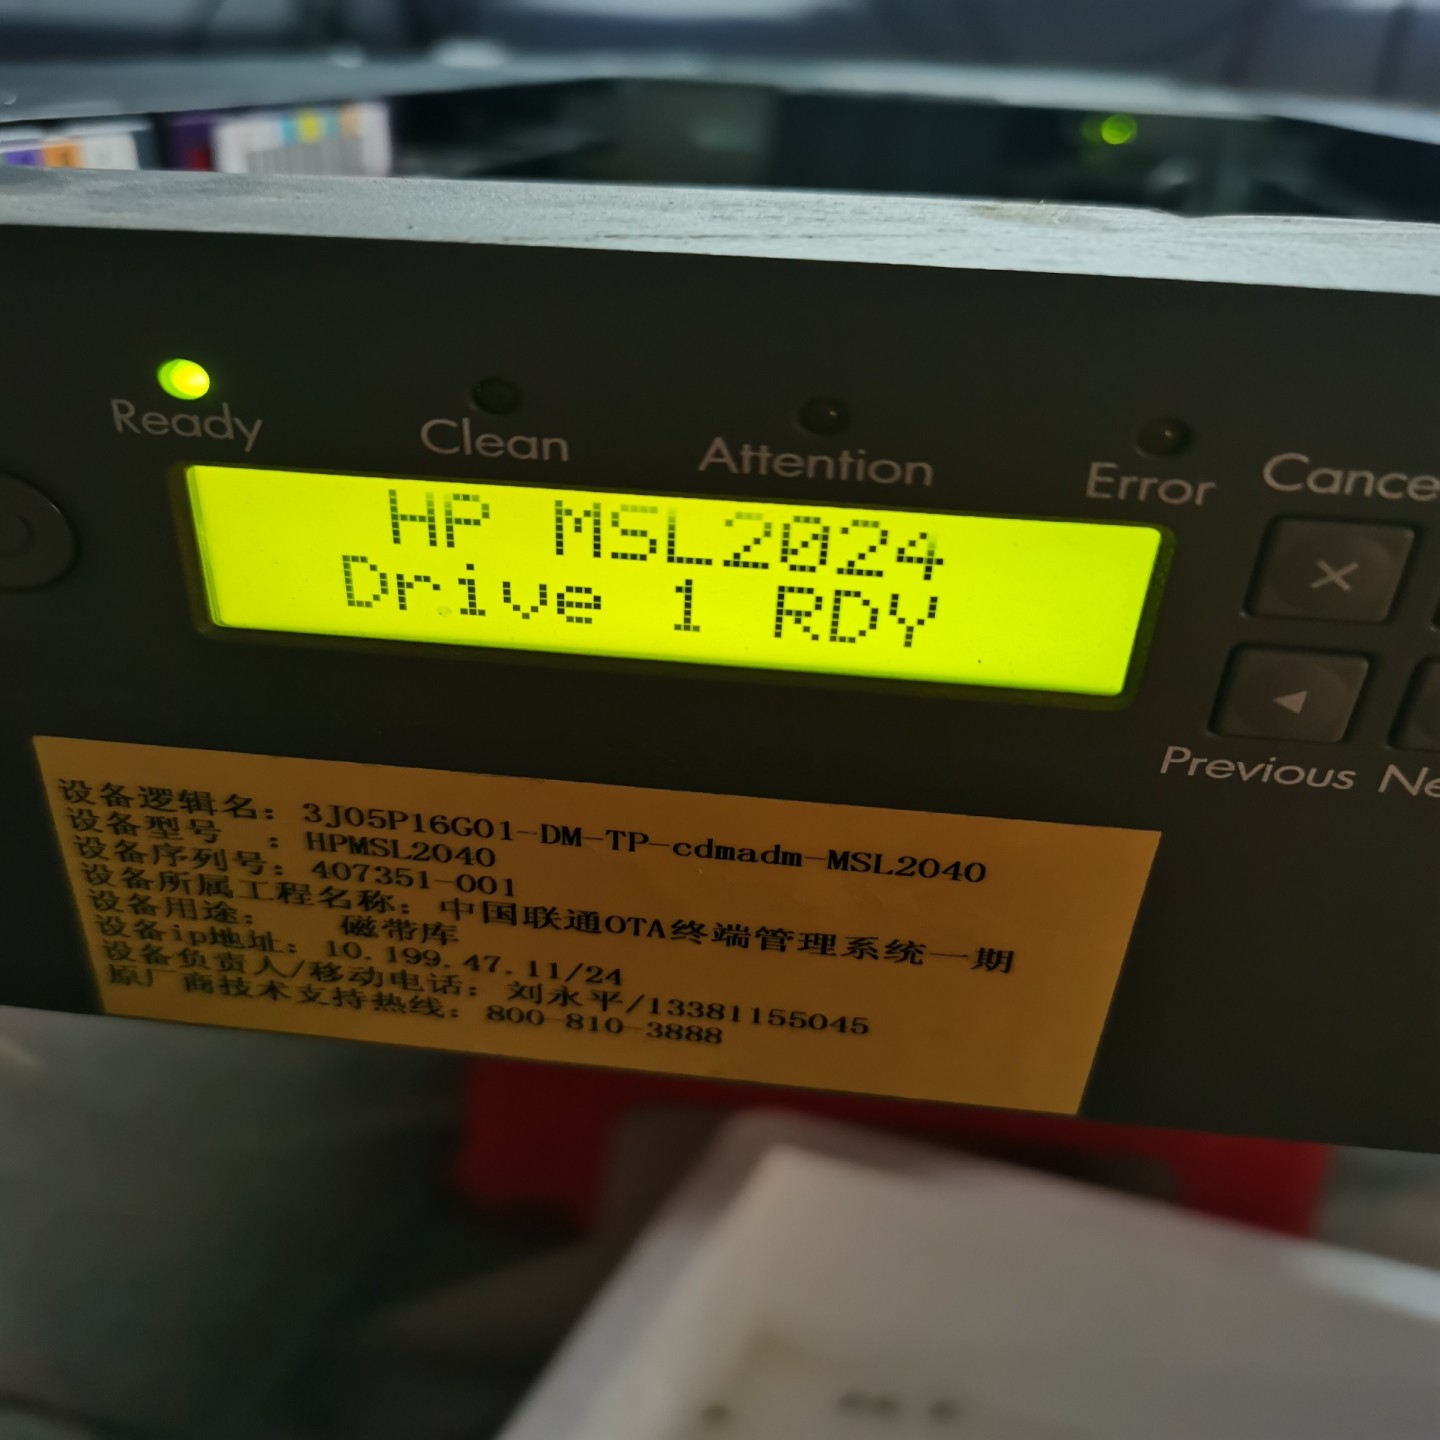 Ready
Clean
Attention
Error
Cance
HP MSL2024
Drive 1 RDY
Previous
Ne
设备逻辑名：3J05P16G01-DM-TP-cdmadm-MSL2040
设备型号　：HPMSL2040
设备序列号：407351-001
设备所属工程名称：中国联通OTA终端管理系统一期
设备用途：　磁带库
设备ip地址：10.199.47.11/24
设备负责人/移动电话：刘永平/13381155045
原厂商技术支持热线：800-810-3888